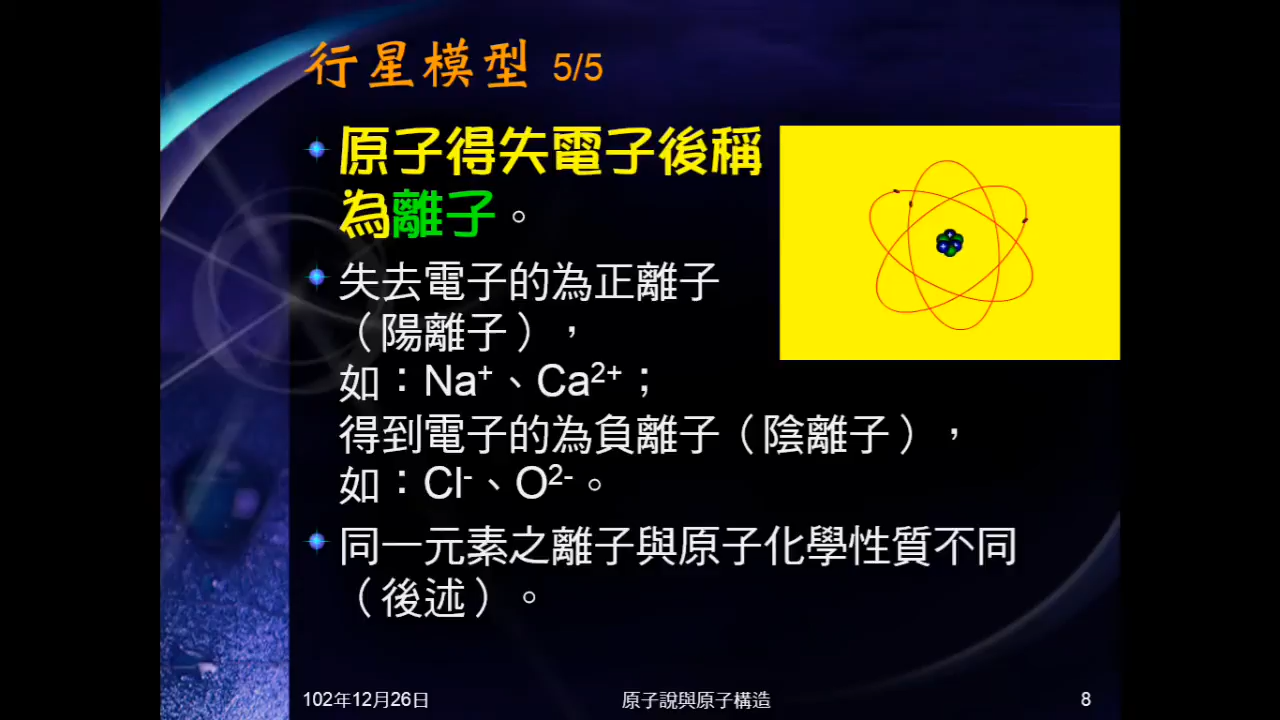 行星模型 5/5
原子得失電子後稱
為離子。
失去電子的為正離子
（陽離子），
如：Na⁺、Ca²⁺；
得到電子的為負離子（陰離子），
如：Cl⁻、O²⁻。
同一元素之離子與原子化學性質不同
（後述）。
102年12月26日
原子說與原子構造
8